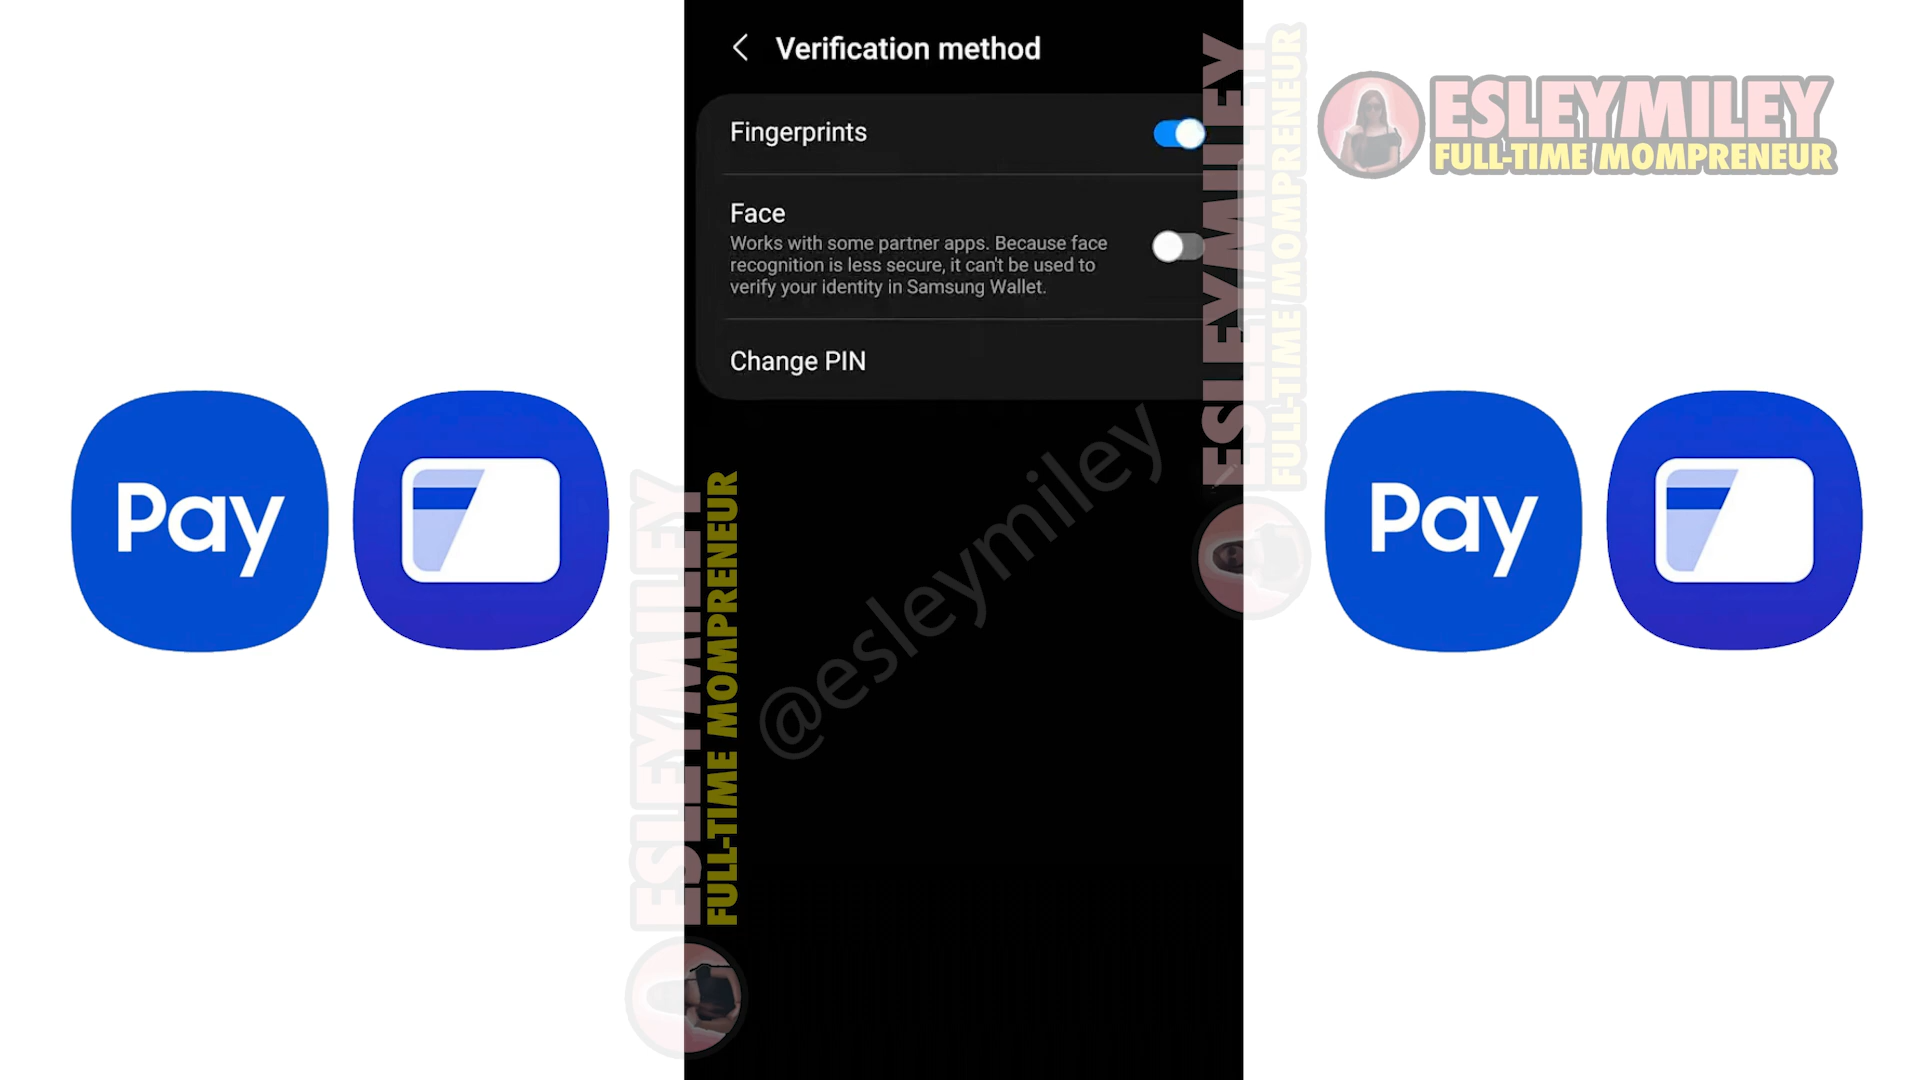 Verification method
Fingerprints
Face
Works with some partner apps. Because face
recognition is less secure, it can't be used to
verify your identity in Samsung Wallet.
Change PIN
ESLEYMILEY
FULL-TIME MOMPRENEUR
Pay
Pay
@esleymiley
ESLEYMILEY
FULL-TIME MOMPRENEUR
ESLEYMILEY
FULL-TIME MOMPRENEUR